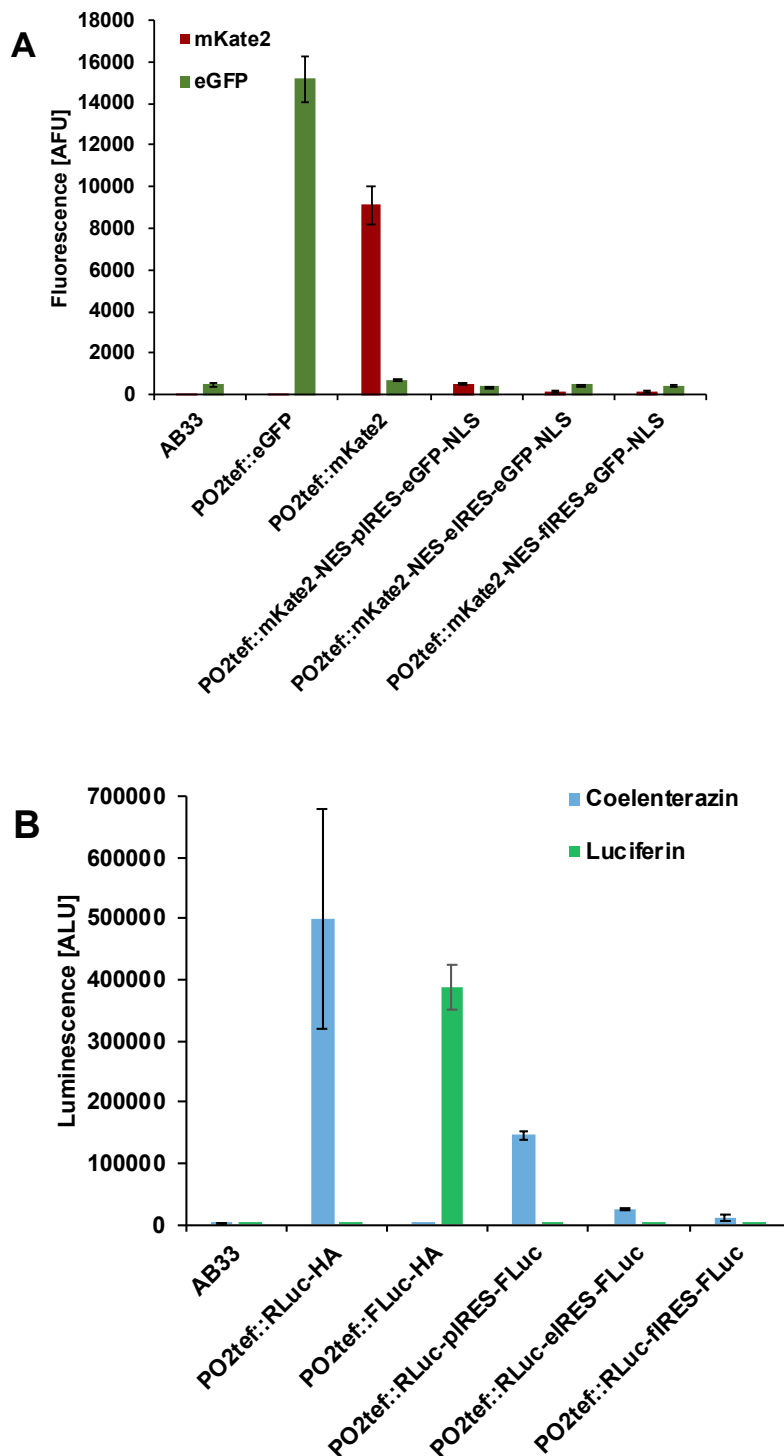 A
mKate2
eGFP
Fluorescence [AFU]
18000
16000
14000
12000
10000
8000
6000
4000
2000
0
AB33
PO2tef::eGFP
PO2tef::mKate2
PO2tef::mKate2-NES-pIRES-eGFP-NLS
PO2tef::mKate2-NES-eIRES-eGFP-NLS
PO2tef::mKate2-NES-fIRES-eGFP-NLS
B
Coelenterazin
Luciferin
Luminescence [ALU]
700000
600000
500000
400000
300000
200000
100000
0
AB33
PO2tef::RLuc-HA
PO2tef::FLuc-HA
PO2tef::RLuc-pIRES-FLuc
PO2tef::RLuc-eIRES-FLuc
PO2tef::RLuc-fIRES-FLuc